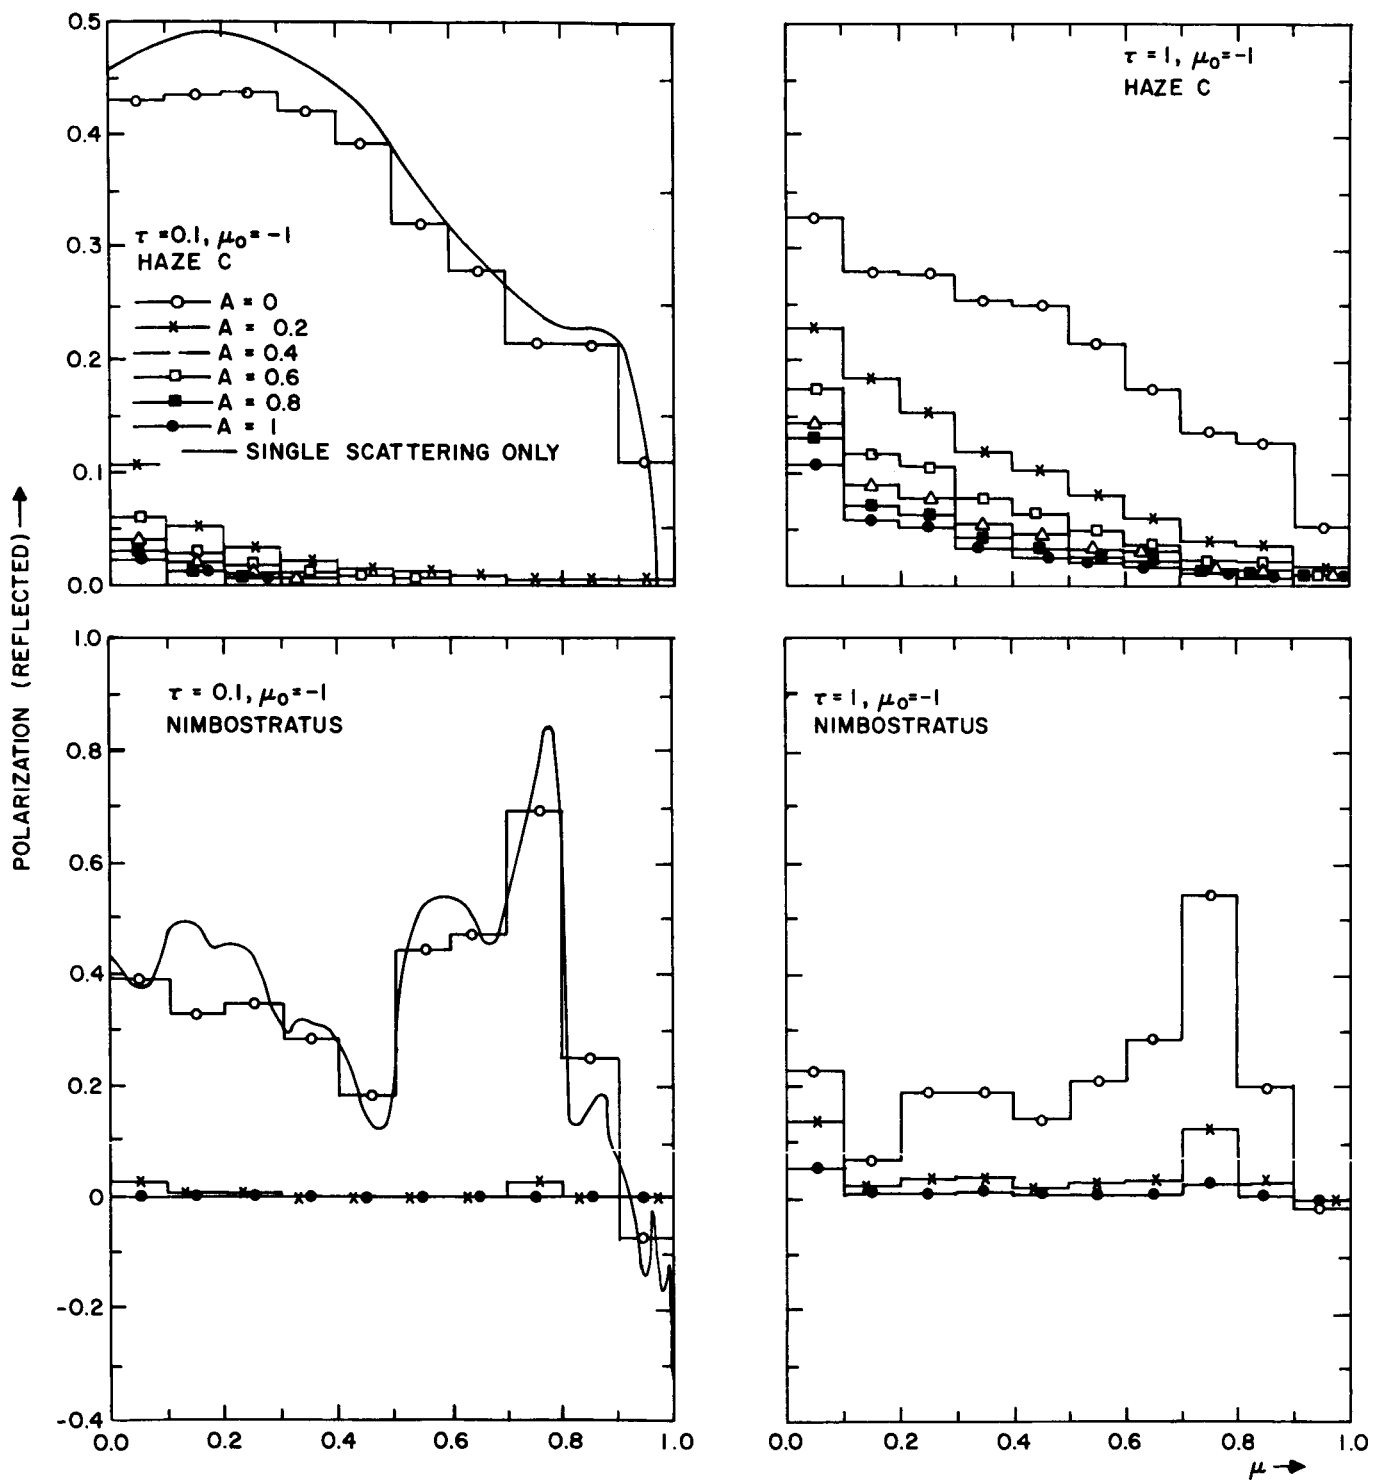 0.5
0.4
0.3
0.2
0.1
0.0
τ = 0.1, μ₀ = -1
HAZE C
A = 0
A = 0.2
A = 0.4
A = 0.6
A = 0.8
A = 1
SINGLE SCATTERING ONLY
τ = 1, μ₀ = -1
HAZE C
POLARIZATION (REFLECTED) →
1.0
0.8
0.6
0.4
0.2
0
-0.2
-0.4
τ = 0.1, μ₀ = -1
NIMBOSTRATUS
0.0 0.2 0.4 0.6 0.8 1.0
τ = 1, μ₀ = -1
NIMBOSTRATUS
0.0 0.2 0.4 0.6 0.8 1.0
μ →